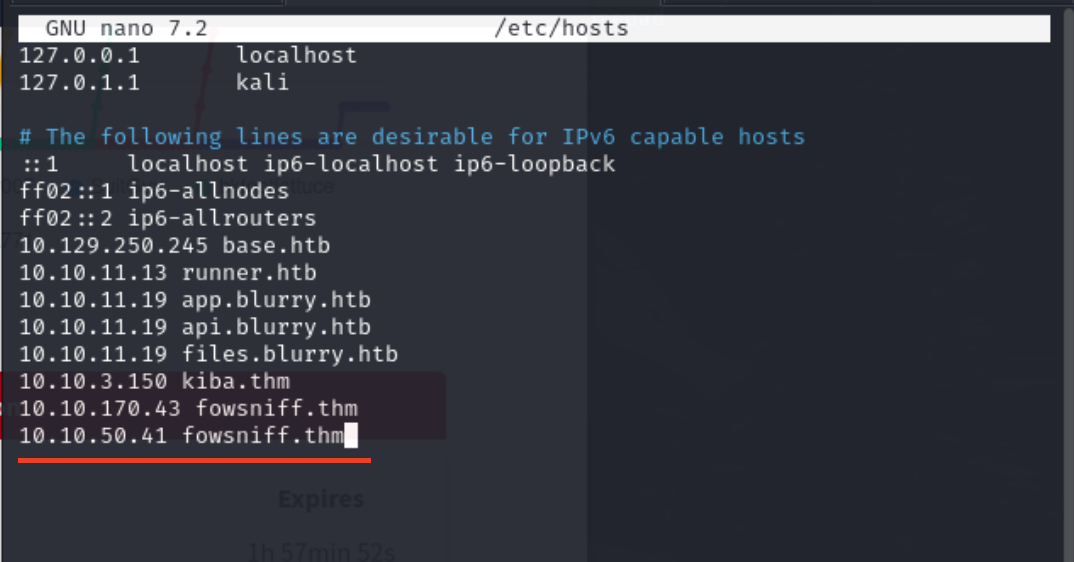 GNU nano 7.2 /etc/hosts
127.0.0.1 localhost
127.0.1.1 kali
# The following lines are desirable for IPv6 capable hosts
::1 localhost ip6-localhost ip6-loopback
ff02::1 ip6-allnodes
ff02::2 ip6-allrouters
10.129.250.245 base.htb
10.10.11.13 runner.htb
10.10.11.19 app.blurry.htb
10.10.11.19 api.blurry.htb
10.10.11.19 files.blurry.htb
10.10.3.150 kiba.thm
10.10.170.43 fowsniff.thm
10.10.50.41 fowsniff.thm
Expires
1h 57min 52s